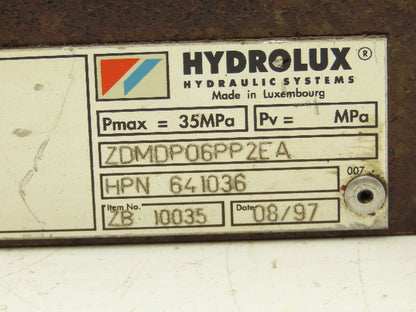 HYDROLUX ®
HYDRAULIC SYSTEMS
Made in Luxembourg
Pmax = 35MPa Pv = MPa
ZDMDP06PP2EA
HPN 641036 007
Item No. ZB 10035 Date 08/97